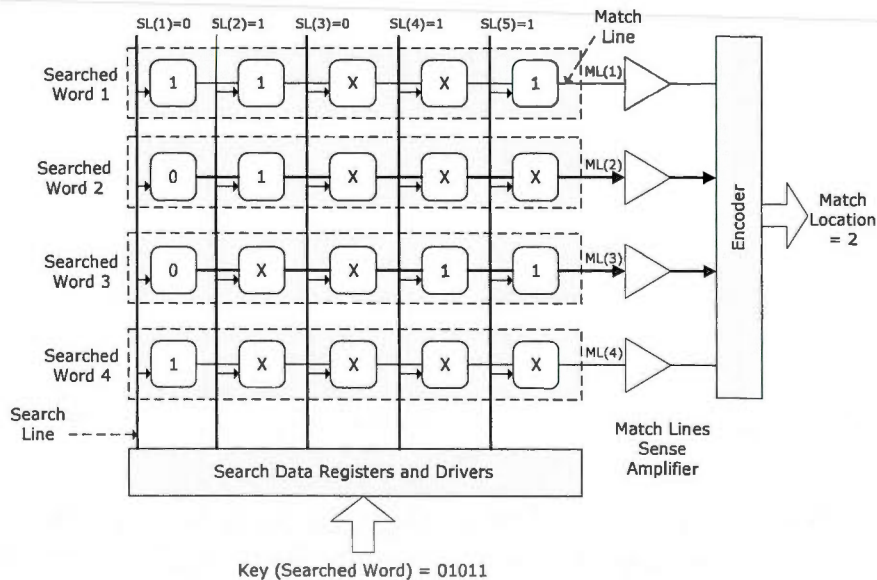 SL(1)=0 SL(2)=1 SL(3)=0 SL(4)=1 SL(5)=1
Match
Line
Searched
Word 1
1 1 X X 1
ML(1)
Searched
Word 2
0 1 X X X
ML(2)
Searched
Word 3
0 X X 1 1
ML(3)
Searched
Word 4
1 X X X X
ML(4)
Encoder
Match
Location
= 2
Search
Line
Match Lines
Sense
Amplifier
Search Data Registers and Drivers
Key (Searched Word) = 01011